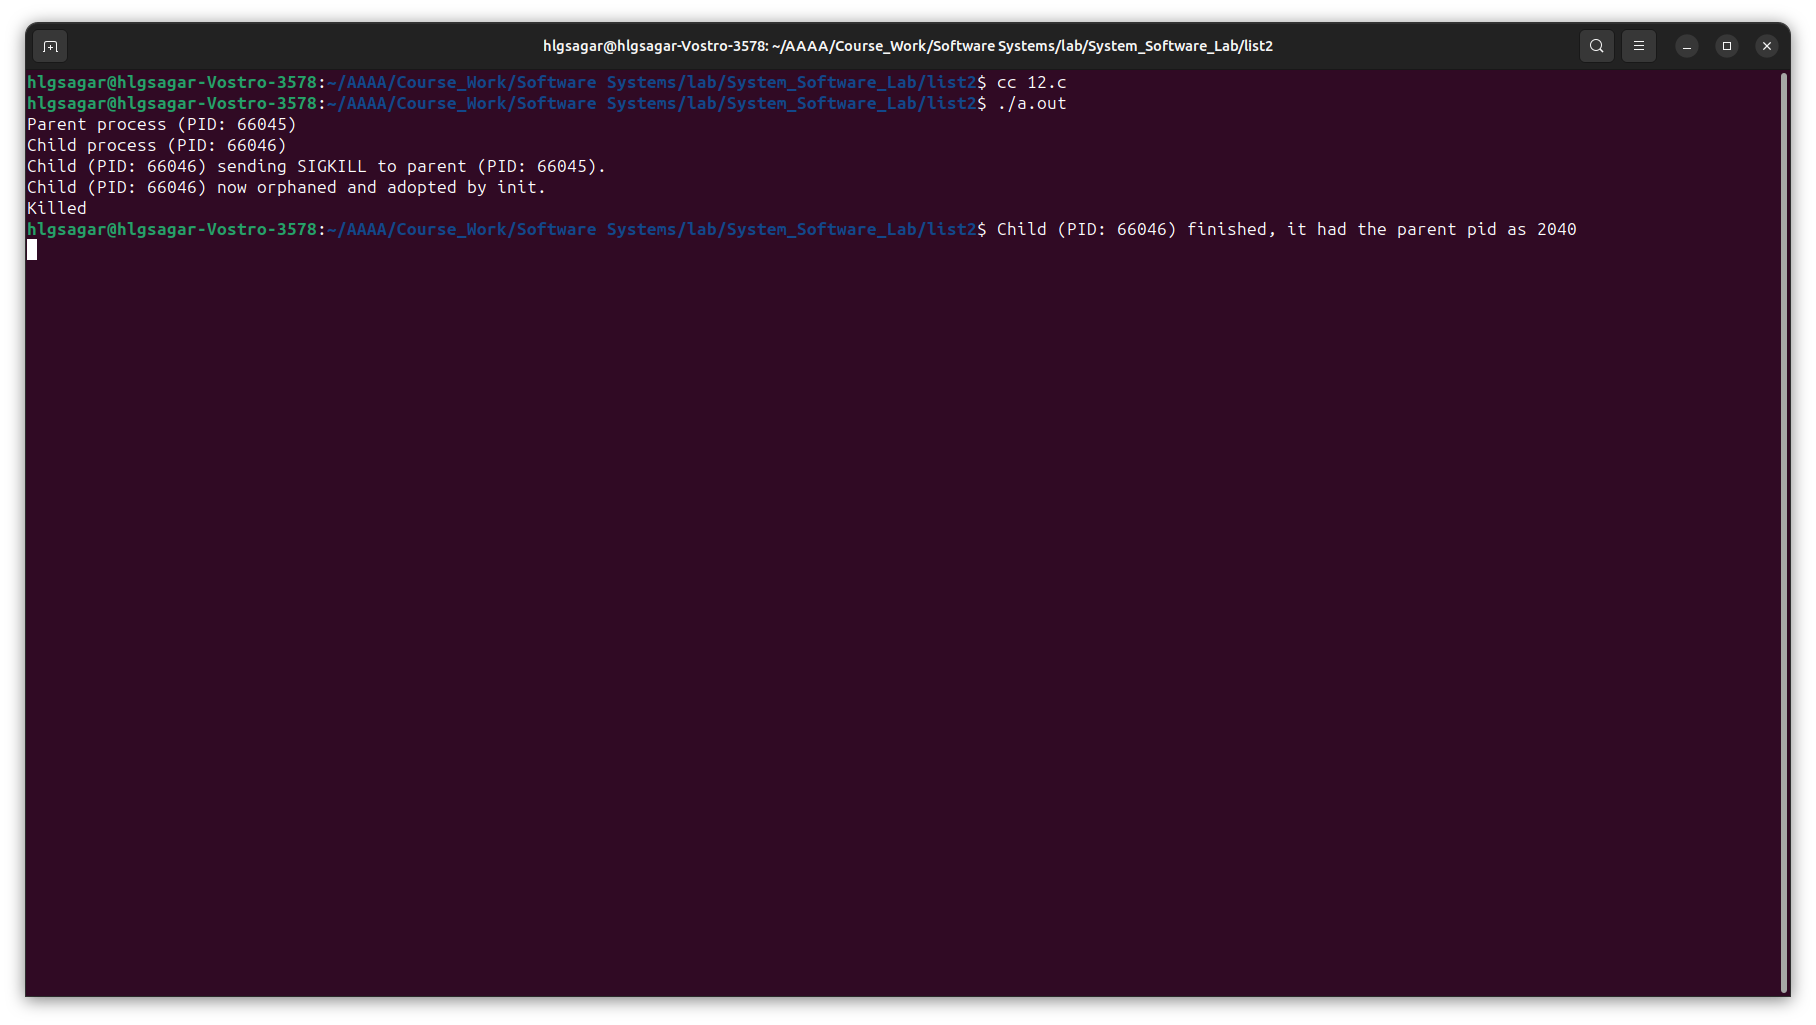 hlgsagar@hlgsagar-Vostro-3578: ~/AAAA/Course_Work/Software Systems/lab/System_Software_Lab/list2
hlgsagar@hlgsagar-Vostro-3578:~/AAAA/Course_Work/Software Systems/lab/System_Software_Lab/list2$ cc 12.c
hlgsagar@hlgsagar-Vostro-3578:~/AAAA/Course_Work/Software Systems/lab/System_Software_Lab/list2$ ./a.out
Parent process (PID: 66045)
Child process (PID: 66046)
Child (PID: 66046) sending SIGKILL to parent (PID: 66045).
Child (PID: 66046) now orphaned and adopted by init.
Killed
hlgsagar@hlgsagar-Vostro-3578:~/AAAA/Course_Work/Software Systems/lab/System_Software_Lab/list2$ Child (PID: 66046) finished, it had the parent pid as 2040